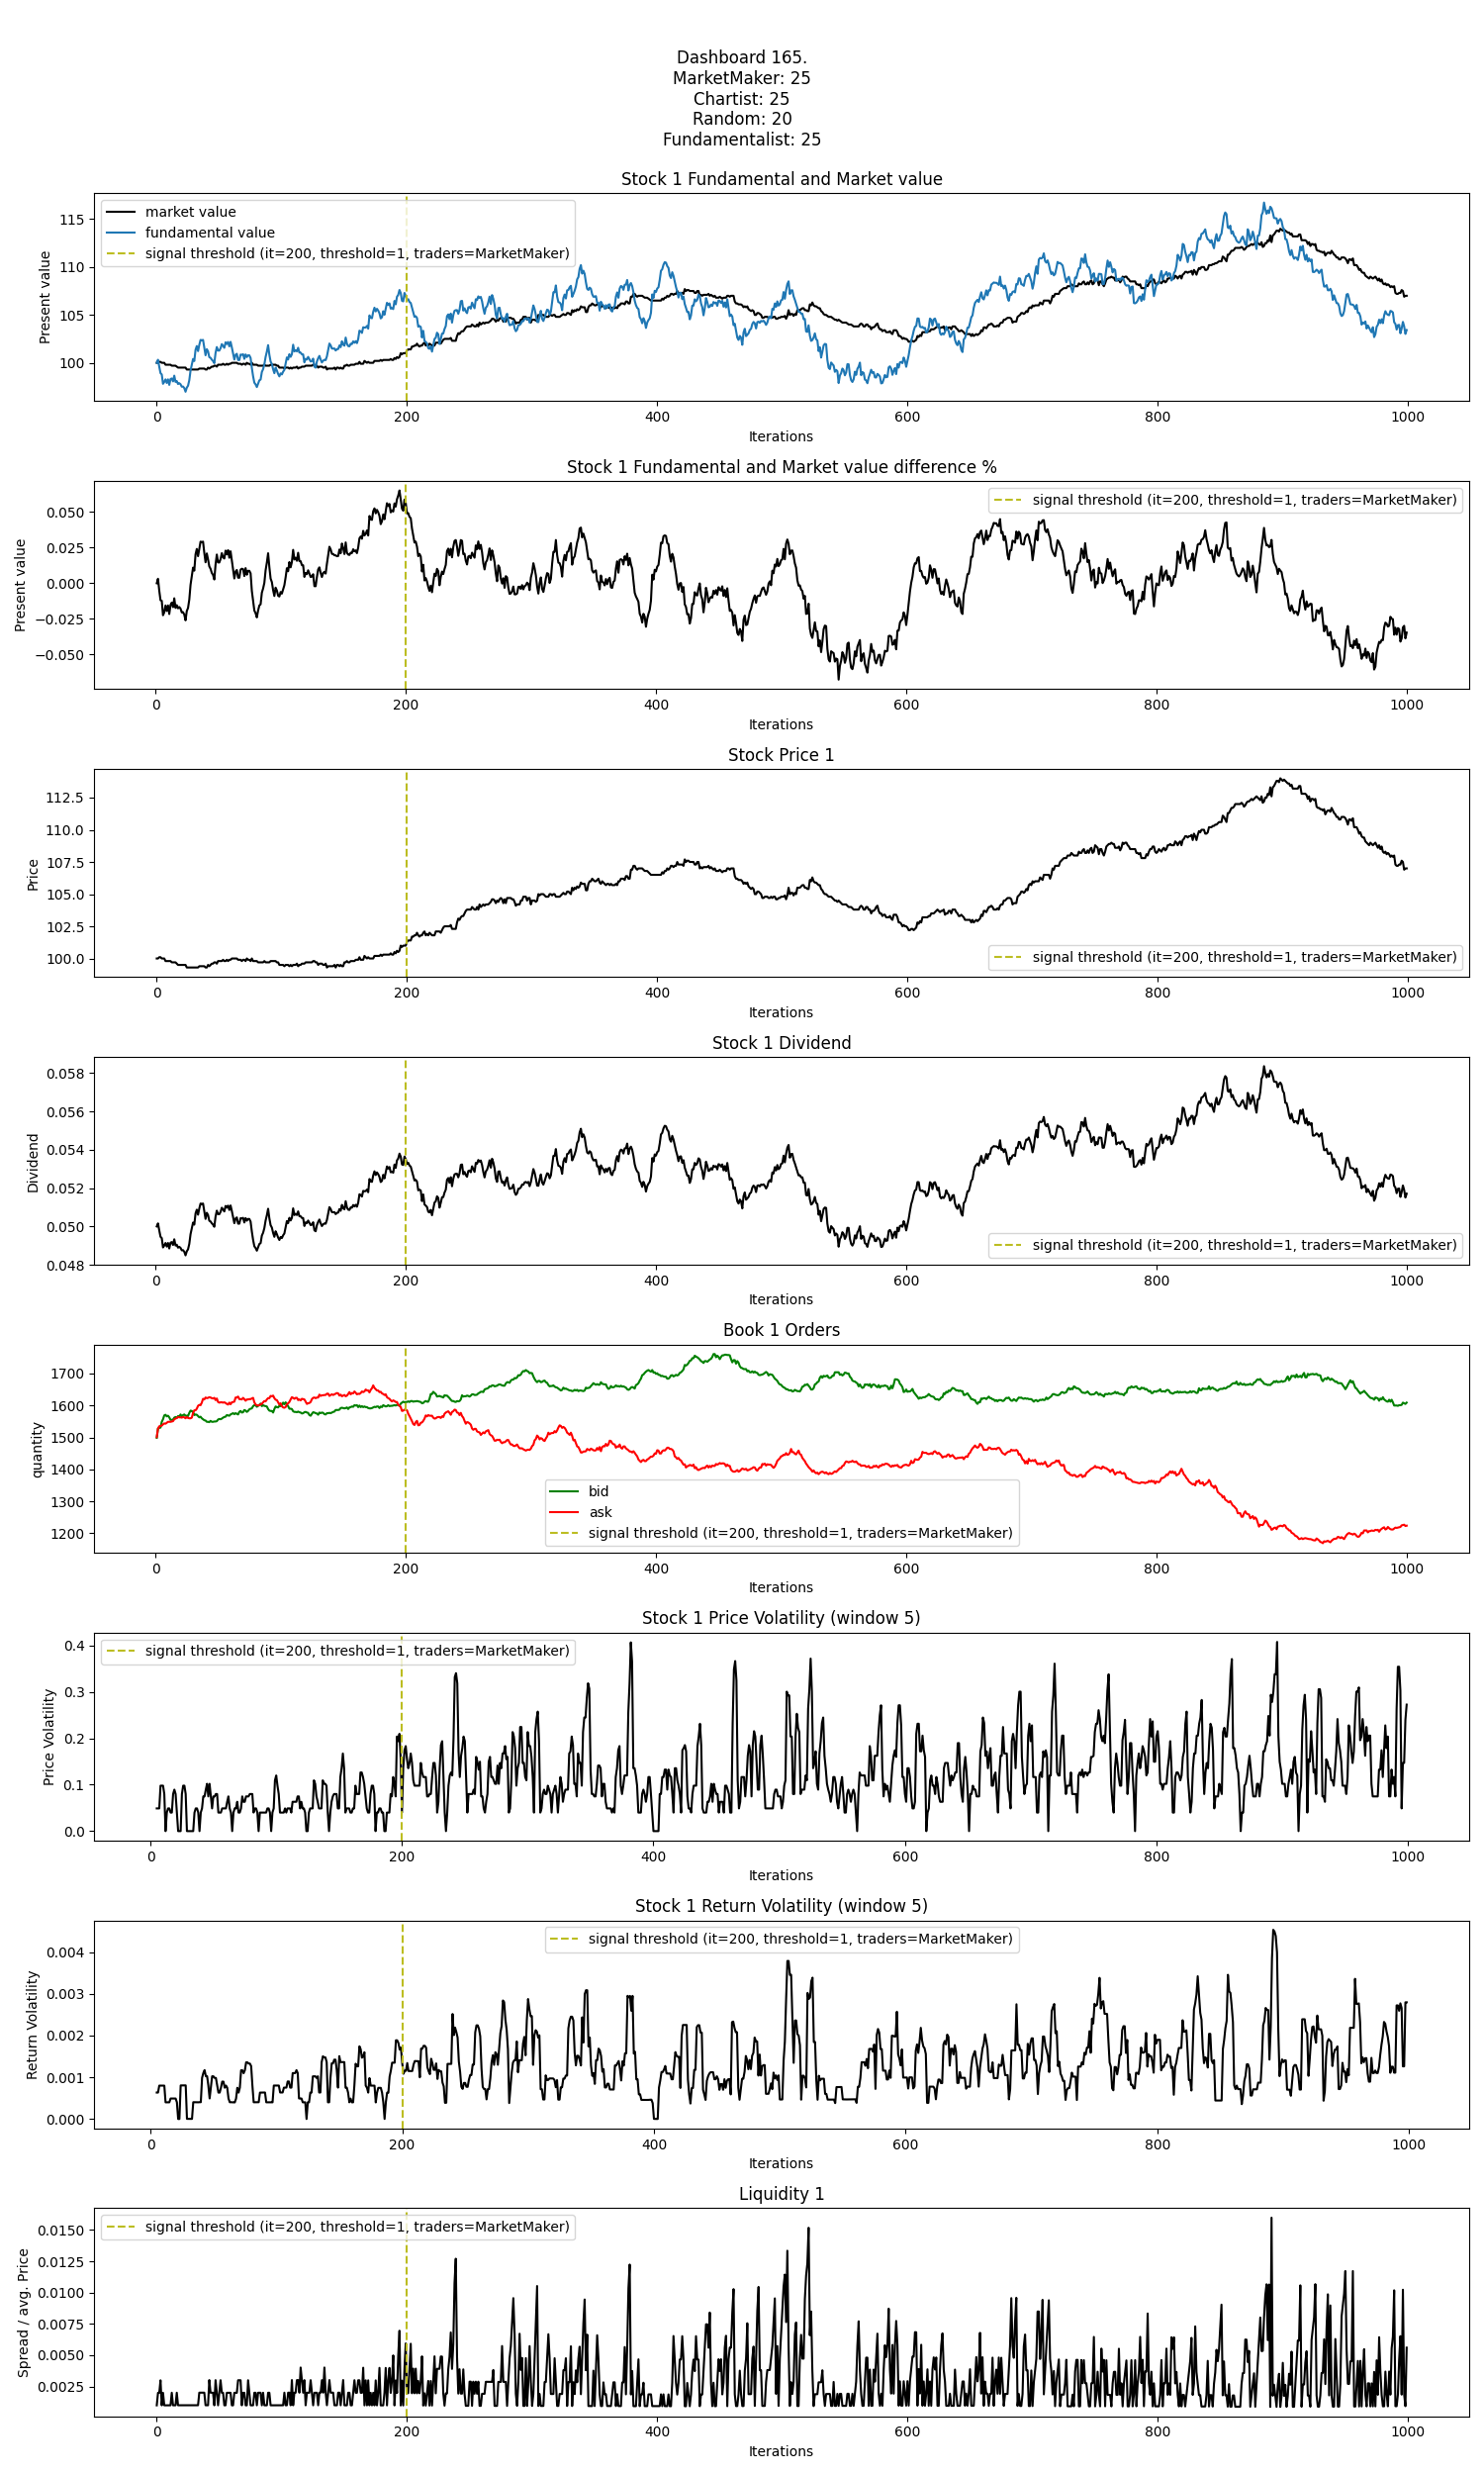 Dashboard 165.
MarketMaker: 25
Chartist: 25
Random: 20
Fundamentalist: 25
Stock 1 Fundamental and Market value
market value
fundamental value
signal threshold (it=200, threshold=1, traders=MarketMaker)
Present value
115
110
105
100
0 200 400 600 800 1000
Iterations
Stock 1 Fundamental and Market value difference %
signal threshold (it=200, threshold=1, traders=MarketMaker)
Present value
0.050
0.025
0.000
−0.025
−0.050
0 200 400 600 800 1000
Iterations
Stock Price 1
Price
112.5
110.0
107.5
105.0
102.5
100.0
signal threshold (it=200, threshold=1, traders=MarketMaker)
0 200 400 600 800 1000
Iterations
Stock 1 Dividend
Dividend
0.058
0.056
0.054
0.052
0.050
0.048
signal threshold (it=200, threshold=1, traders=MarketMaker)
0 200 400 600 800 1000
Iterations
Book 1 Orders
quantity
1700
1600
1500
1400
1300
1200
bid
ask
signal threshold (it=200, threshold=1, traders=MarketMaker)
0 200 400 600 800 1000
Iterations
Stock 1 Price Volatility (window 5)
signal threshold (it=200, threshold=1, traders=MarketMaker)
Price Volatility
0.4
0.3
0.2
0.1
0.0
0 200 400 600 800 1000
Iterations
Stock 1 Return Volatility (window 5)
signal threshold (it=200, threshold=1, traders=MarketMaker)
Return Volatility
0.004
0.003
0.002
0.001
0.000
0 200 400 600 800 1000
Iterations
Liquidity 1
signal threshold (it=200, threshold=1, traders=MarketMaker)
Spread / avg. Price
0.0150
0.0125
0.0100
0.0075
0.0050
0.0025
0 200 400 600 800 1000
Iterations